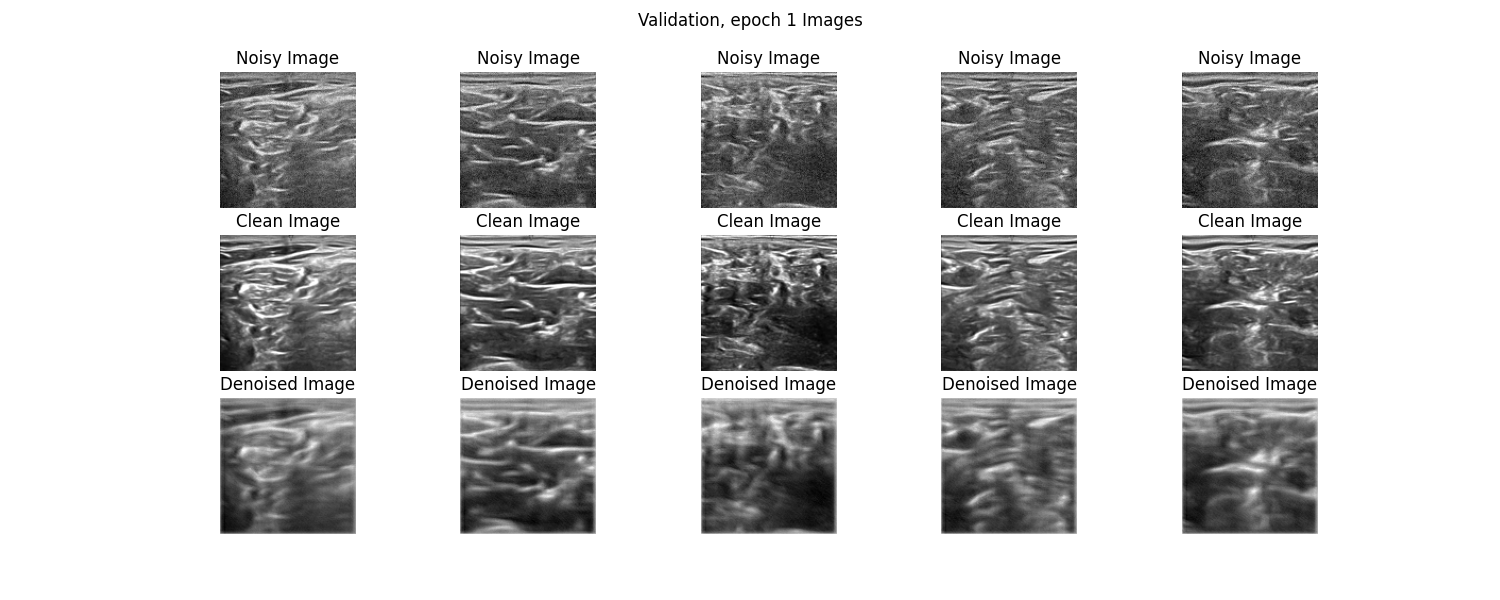 Validation, epoch 1 Images
Noisy Image Noisy Image Noisy Image Noisy Image Noisy Image
Clean Image Clean Image Clean Image Clean Image Clean Image
Denoised Image Denoised Image Denoised Image Denoised Image Denoised Image